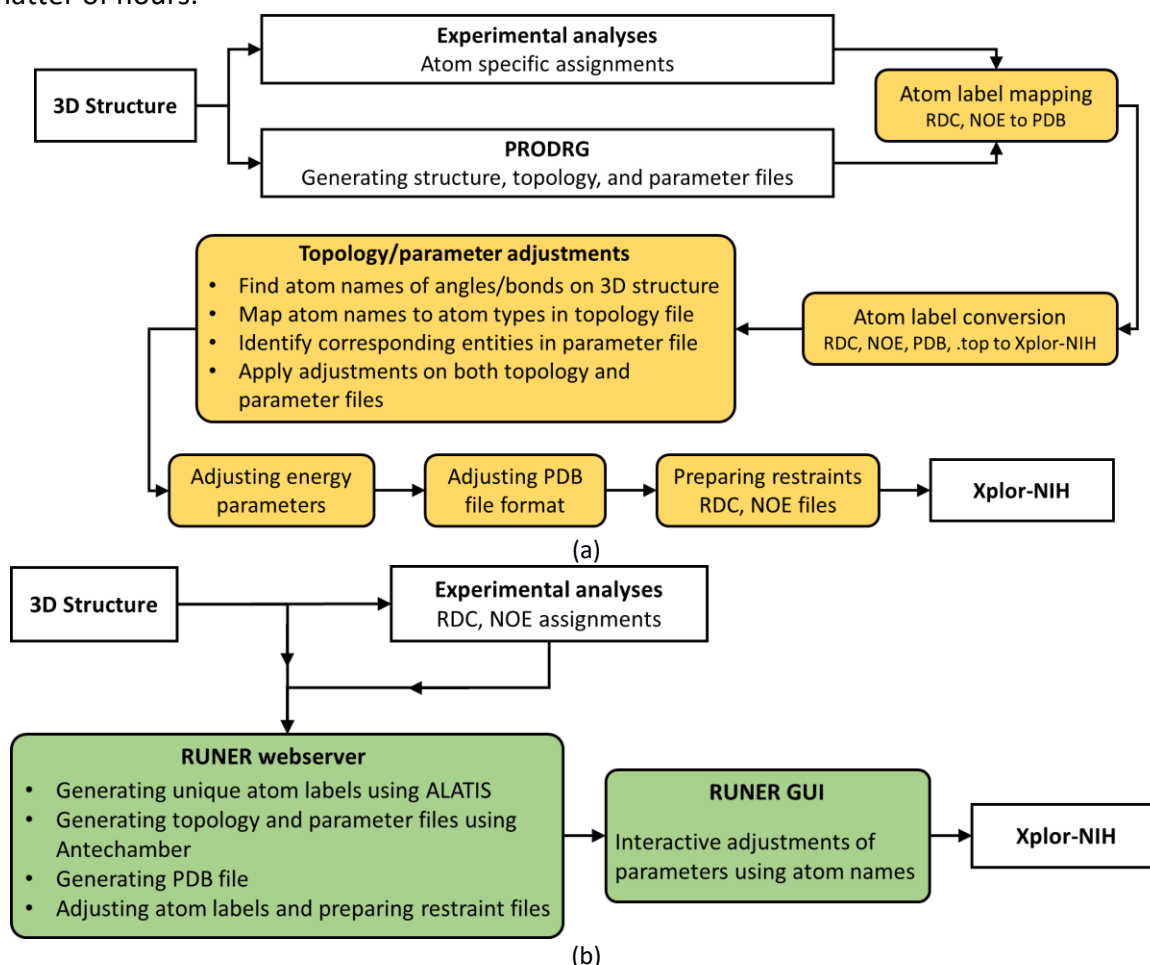 matter of hours.
Experimental analyses
Atom specific assignments
3D Structure
Atom label mapping
RDC, NOE to PDB
PRODRG
Generating structure, topology, and parameter files
Topology/parameter adjustments
• Find atom names of angles/bonds on 3D structure
• Map atom names to atom types in topology file
• Identify corresponding entities in parameter file
• Apply adjustments on both topology and
parameter files
Atom label conversion
RDC, NOE, PDB, .top to Xplor-NIH
Adjusting energy
parameters
Adjusting PDB
file format
Preparing restraints
RDC, NOE files
Xplor-NIH
(a)
3D Structure
Experimental analyses
RDC, NOE assignments
RUNER webserver
• Generating unique atom labels using ALATIS
• Generating topology and parameter files using
Antechamber
• Generating PDB file
• Adjusting atom labels and preparing restraint files
RUNER GUI
Interactive adjustments of
parameters using atom names
Xplor-NIH
(b)